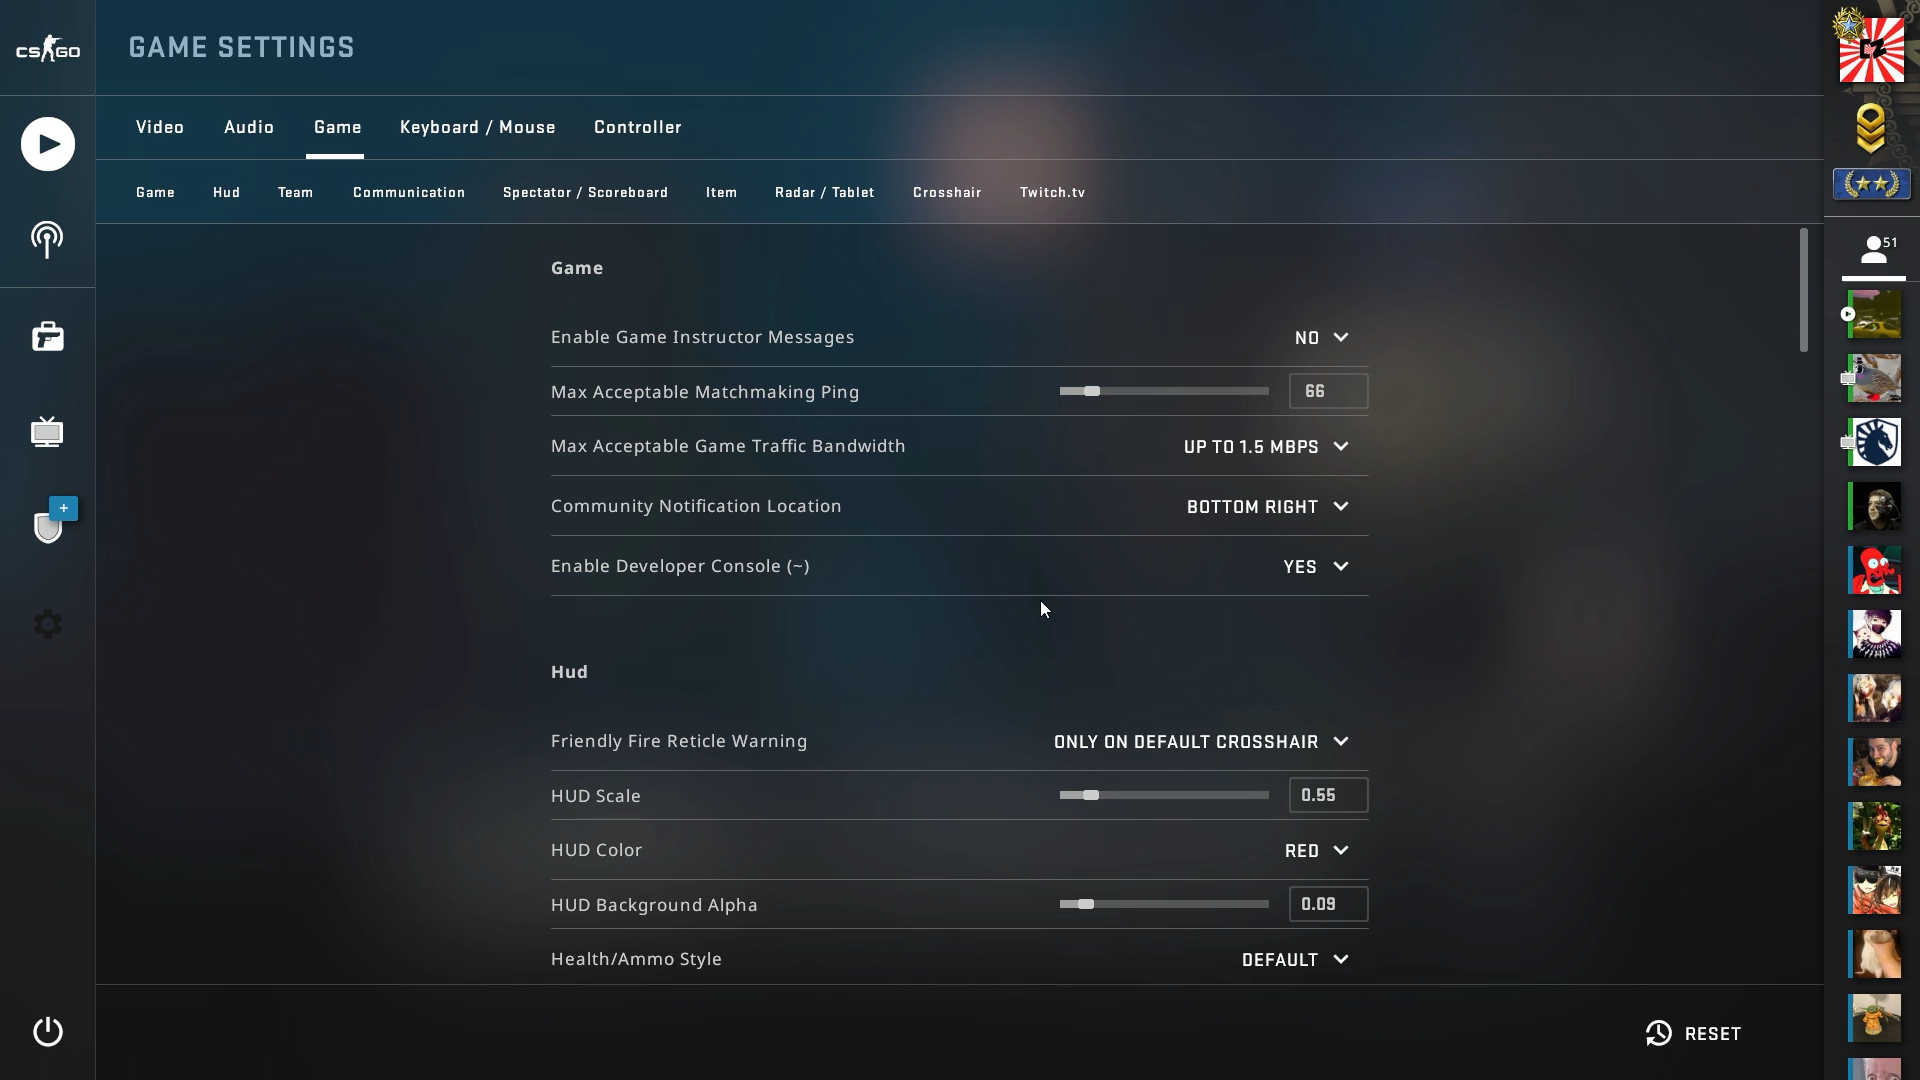 CS GO
GAME SETTINGS
Video Audio Game Keyboard / Mouse Controller
Game Hud Team Communication Spectator / Scoreboard Item Radar / Tablet Crosshair Twitch.tv
51
Game
Enable Game Instructor Messages NO
Max Acceptable Matchmaking Ping 66
Max Acceptable Game Traffic Bandwidth UP TO 1.5 MBPS
Community Notification Location BOTTOM RIGHT
+
Enable Developer Console (~) YES
Hud
Friendly Fire Reticle Warning ONLY ON DEFAULT CROSSHAIR
HUD Scale 0.55
HUD Color RED
HUD Background Alpha 0.09
Health/Ammo Style DEFAULT
RESET